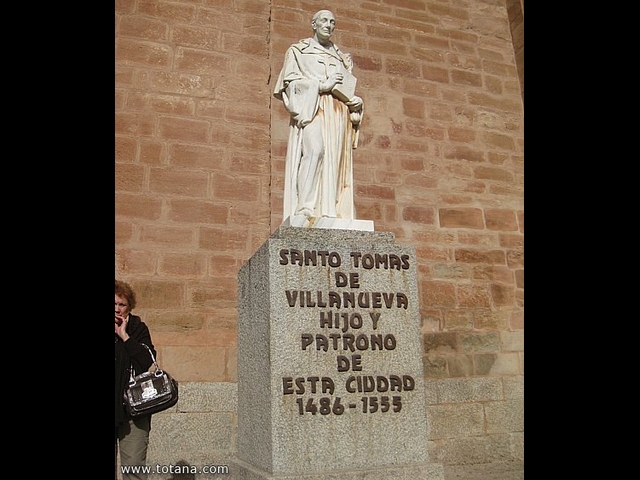 SANTO TOMAS
DE
VILLANUEVA
HIJO Y
PATRONO
DE
ESTA CIUDAD
1486-1555
www.totana.com